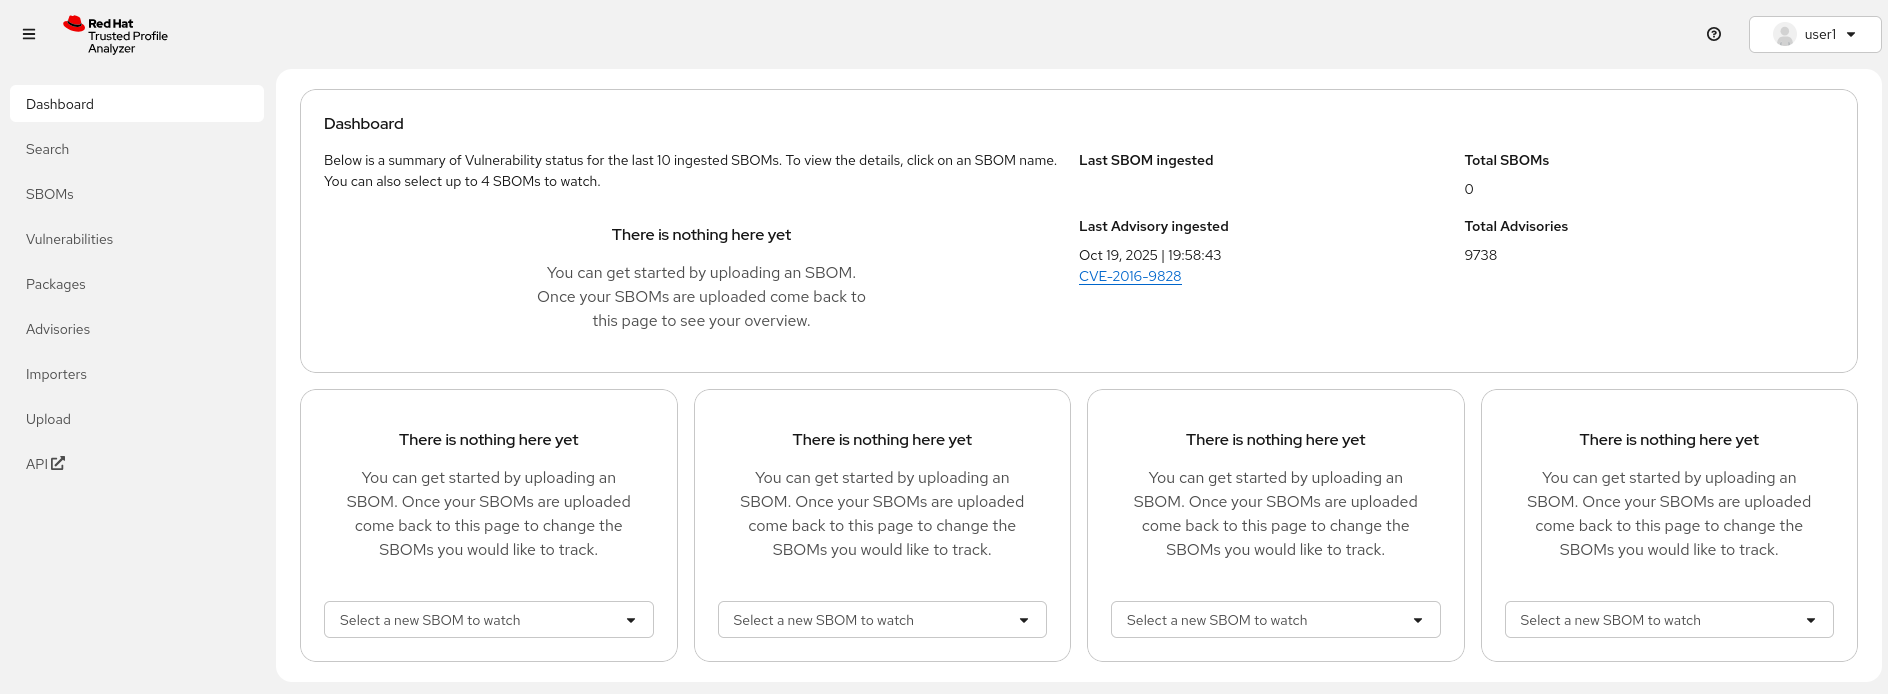 Red Hat
Trusted Profile
Analyzer
user1
Dashboard
Search
SBOMs
Vulnerabilities
Packages
Advisories
Importers
Upload
API
Dashboard
Below is a summary of Vulnerability status for the last 10 ingested SBOMs. To view the details, click on an SBOM name.
You can also select up to 4 SBOMs to watch.
There is nothing here yet
You can get started by uploading an SBOM.
Once your SBOMs are uploaded come back to
this page to see your overview.
Last SBOM ingested
Total SBOMs
0
Last Advisory ingested
Oct 19, 2025 | 19:58:43
CVE-2016-9828
Total Advisories
9738
There is nothing here yet
You can get started by uploading an
SBOM. Once your SBOMs are uploaded
come back to this page to change the
SBOMs you would like to track.
Select a new SBOM to watch
There is nothing here yet
You can get started by uploading an
SBOM. Once your SBOMs are uploaded
come back to this page to change the
SBOMs you would like to track.
Select a new SBOM to watch
There is nothing here yet
You can get started by uploading an
SBOM. Once your SBOMs are uploaded
come back to this page to change the
SBOMs you would like to track.
Select a new SBOM to watch
There is nothing here yet
You can get started by uploading an
SBOM. Once your SBOMs are uploaded
come back to this page to change the
SBOMs you would like to track.
Select a new SBOM to watch